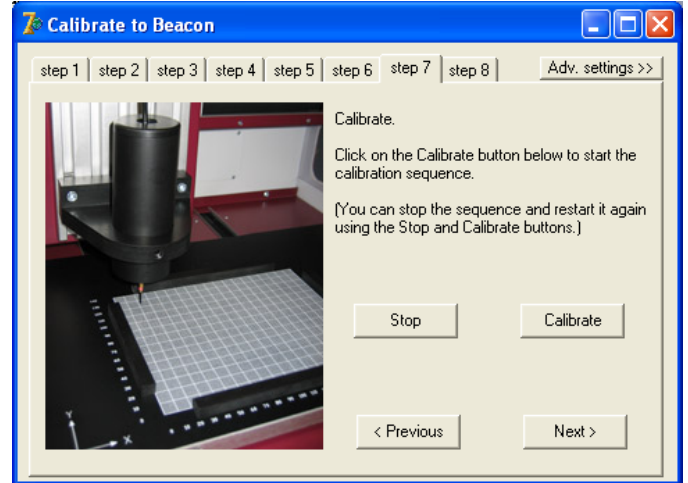 Calibrate to Beacon
step 1 step 2 step 3 step 4 step 5 step 6 step 7 step 8 Adv. settings >>
Calibrate.
Click on the Calibrate button below to start the
calibration sequence.
(You can stop the sequence and restart it again
using the Stop and Calibrate buttons.)
Stop Calibrate
< Previous Next >
Y
X